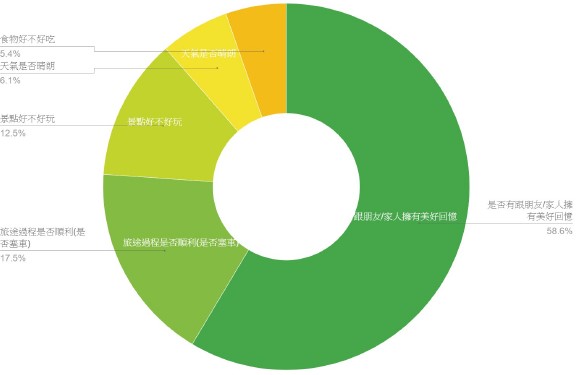 食物好不好吃
5.4%
天氣是否晴朗
6.1%
天氣是否晴朗
景點好不好玩
12.5%
景點好不好玩
旅途過程是否順利(是
否塞車)
17.5%
旅途過程是否順利(是否塞車)
跟朋友/家人擁有美好回憶
是否有跟朋友/家人擁
有美好回憶
58.6%